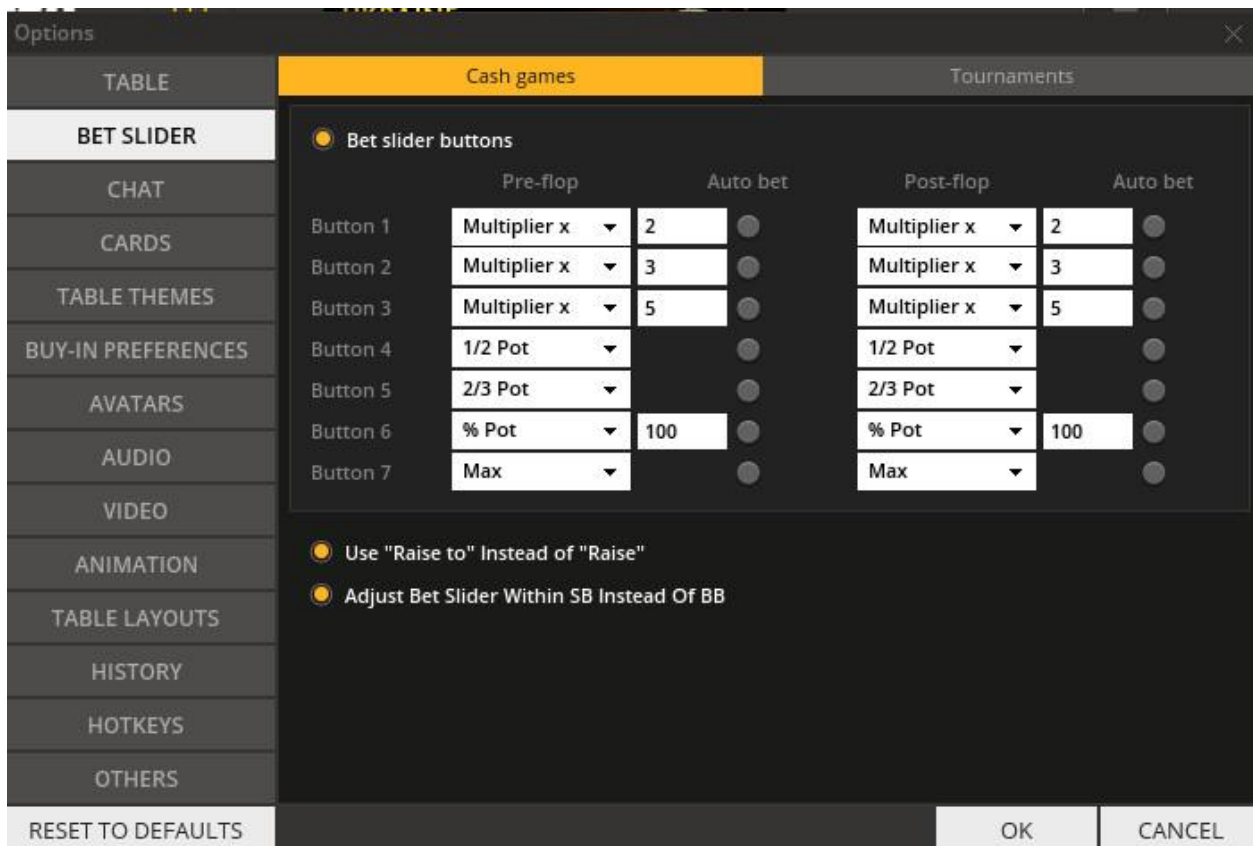 Options
TABLE
BET SLIDER
CHAT
CARDS
TABLE THEMES
BUY-IN PREFERENCES
AVATARS
AUDIO
VIDEO
ANIMATION
TABLE LAYOUTS
HISTORY
HOTKEYS
OTHERS
RESET TO DEFAULTS
Cash games Tournaments
Bet slider buttons
Pre-flop Auto bet Post-flop Auto bet
Button 1 Multiplier x 2 Multiplier x 2
Button 2 Multiplier x 3 Multiplier x 3
Button 3 Multiplier x 5 Multiplier x 5
Button 4 1/2 Pot 1/2 Pot
Button 5 2/3 Pot 2/3 Pot
Button 6 % Pot 100 % Pot 100
Button 7 Max Max
Use "Raise to" Instead of "Raise"
Adjust Bet Slider Within SB Instead Of BB
OK CANCEL